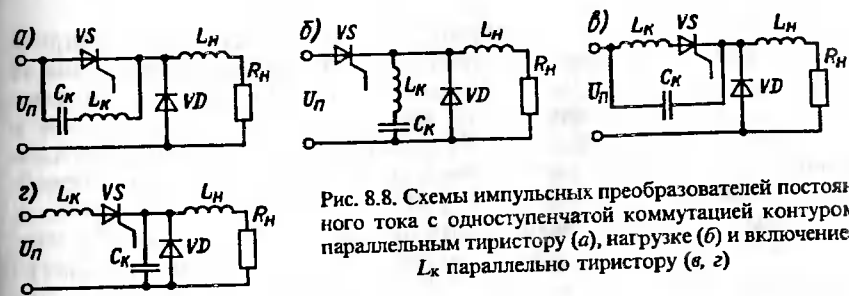 а) VS Lн Rн Uп Cк Lк VD
б) VS Lн Rн Uп Lк Cк VD
в) Lк VS Lн Rн Uп Cк VD
г) Lк VS Lн Rн Uп Cк VD
Рис. 8.8. Схемы импульсных преобразователей постоян
ного тока с одноступенчатой коммутацией контуром
параллельным тиристору (а), нагрузке (б) и включение
Lк параллельно тиристору (в, г)